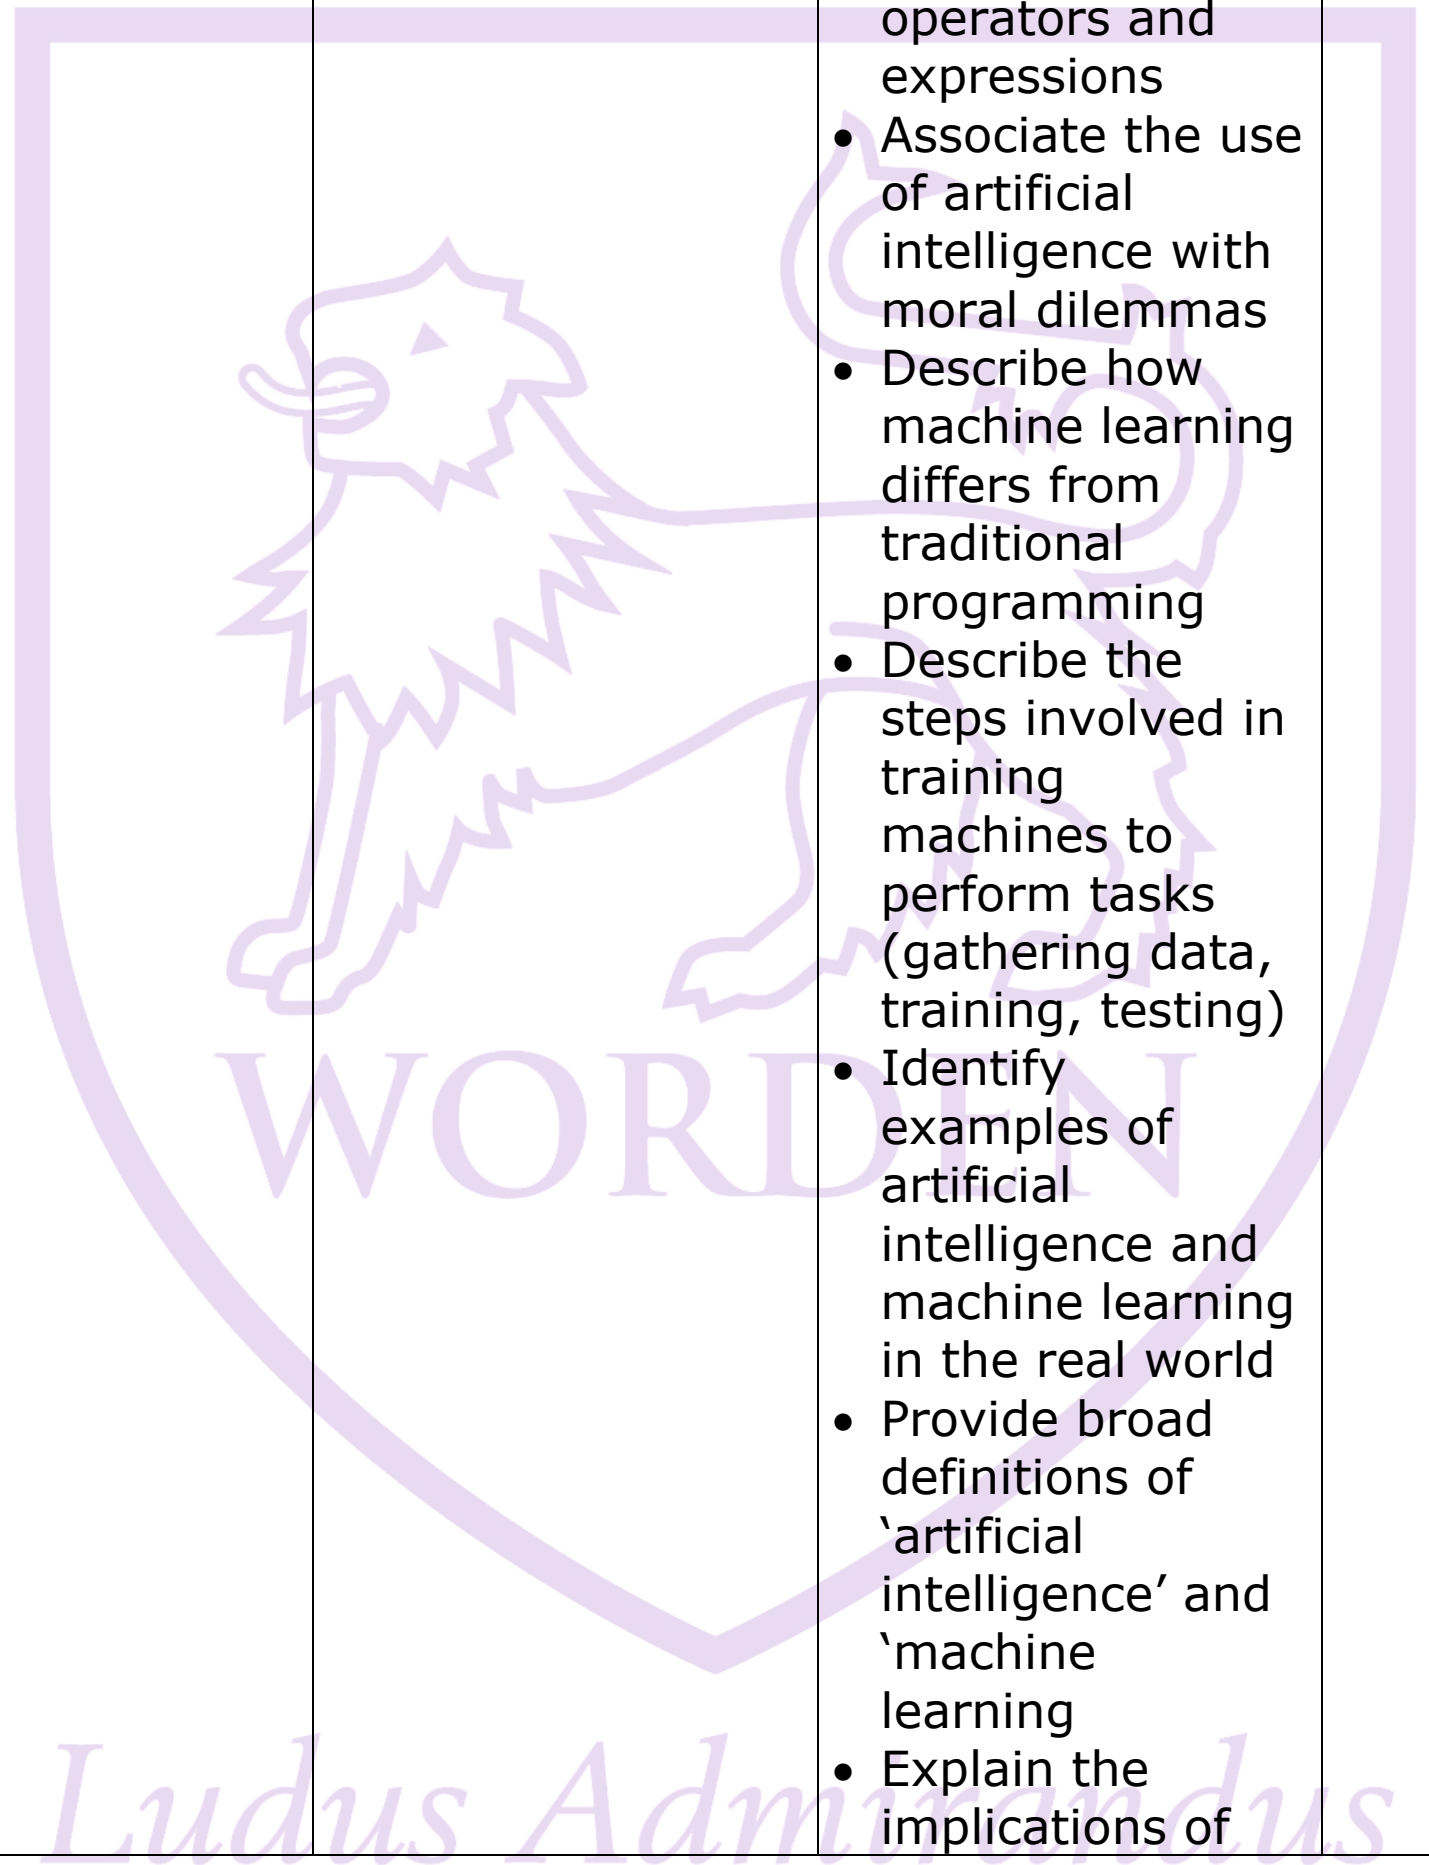 operators and
expressions
• Associate the use
of artificial
intelligence with
moral dilemmas
• Describe how
machine learning
differs from
traditional
programming
• Describe the
steps involved in
training
machines to
perform tasks
(gathering data,
training, testing)
• Identify
examples of
artificial
intelligence and
machine learning
in the real world
• Provide broad
definitions of
‘artificial
intelligence’ and
‘machine
learning
• Explain the
implications of
WORDEN
Ludus Admirandus